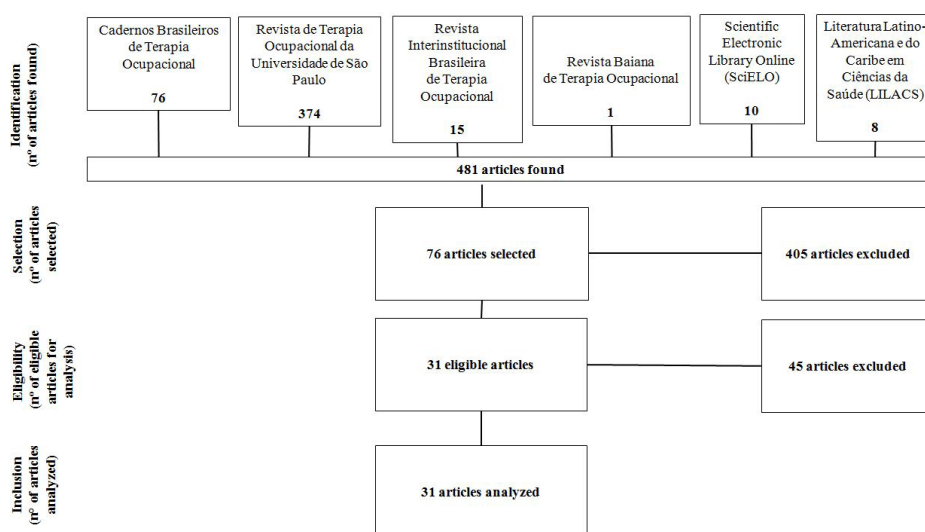 Identification
(nº of articles found)
Cadernos Brasileiros
de Terapia
Ocupacional
76
Revista de Terapia
Ocupacional da
Universidade de São
Paulo
374
Revista
Interinstitucional
Brasileira
de Terapia
Ocupacional
15
Revista Baiana
de Terapia Ocupacional
1
Scientific
Electronic
Library Online
(SciELO)
10
Literatura Latino-
Americana e do
Caribe em
Ciências da
Saúde (LILACS)
8
481 articles found
Selection
(nº of articles
selected)
76 articles selected
405 articles excluded
Eligibility
(nº of eligible
articles for
analysis)
31 eligible articles
45 articles excluded
Inclusion
(nº of articles
analyzed)
31 articles analyzed